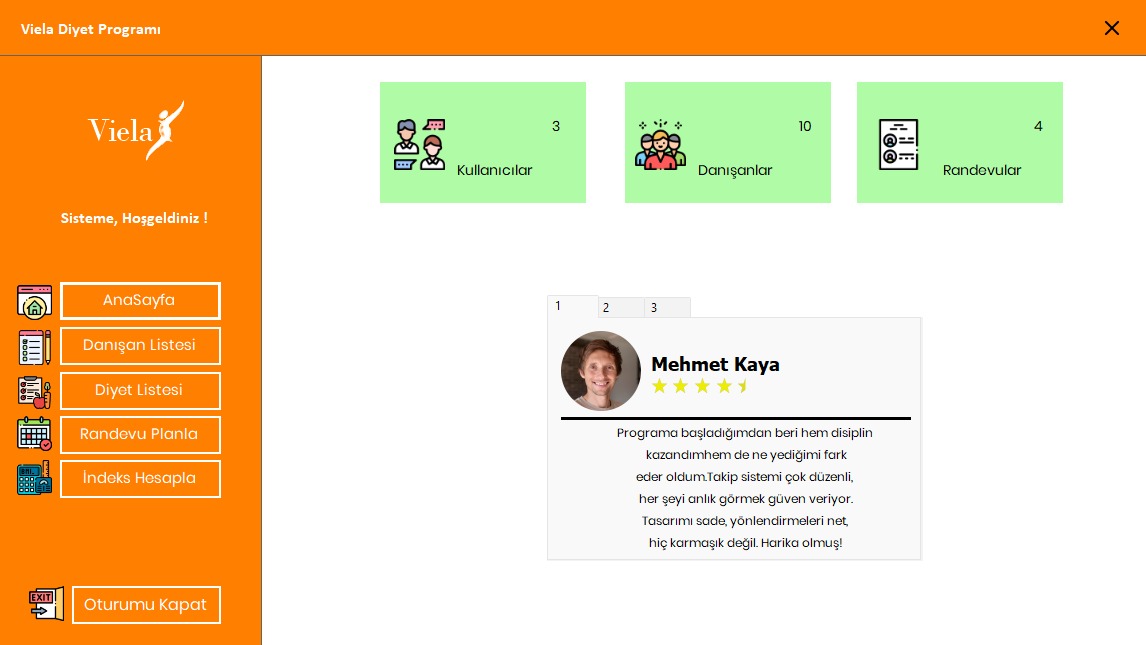 Viela Diyet Programı
Viela
Sisteme, Hoşgeldiniz !
AnaSayfa
Danışan Listesi
Diyet Listesi
Randevu Planla
İndeks Hesapla
EXIT
Oturumu Kapat
3
Kullanıcılar
10
Danışanlar
4
Randevular
1 2 3
Mehmet Kaya
Programa başladığımdan beri hem disiplin
kazandımhem de ne yediğimi fark
eder oldum.Takip sistemi çok düzenli,
her şeyi anlık görmek güven veriyor.
Tasarımı sade, yönlendirmeleri net,
hiç karmaşık değil. Harika olmuş!